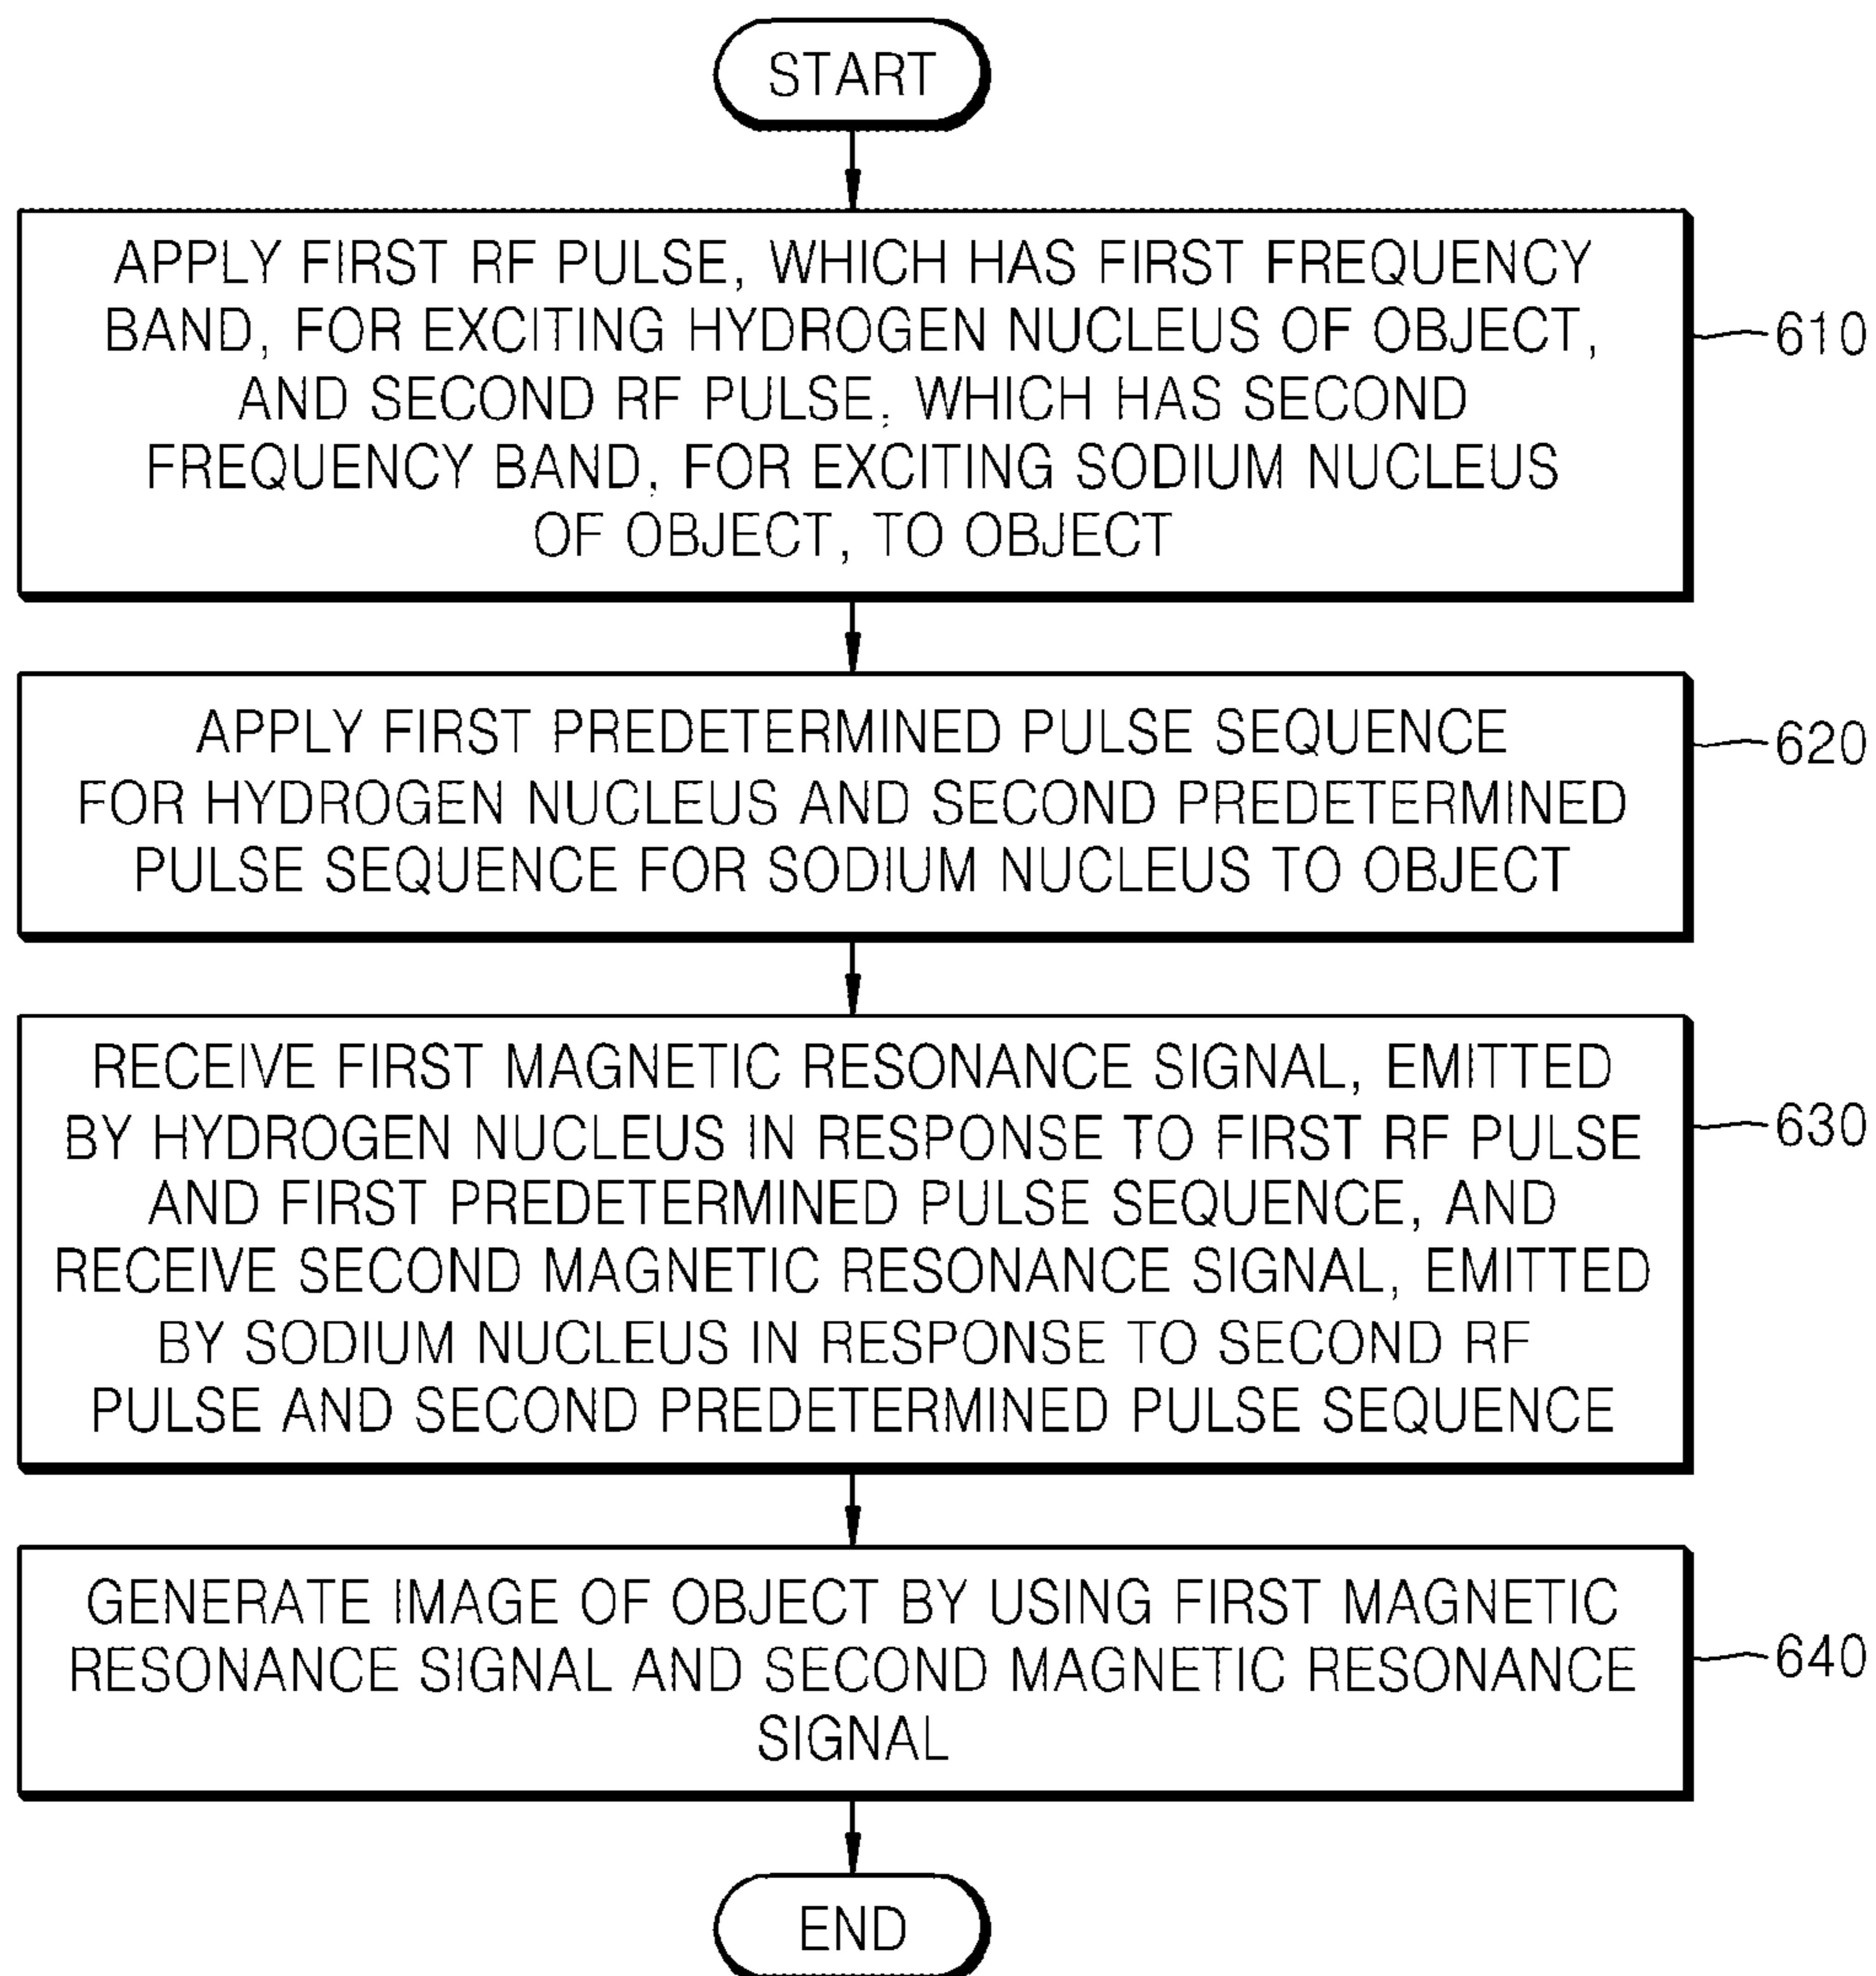 START
APPLY FIRST RF PULSE, WHICH HAS FIRST FREQUENCY
BAND, FOR EXCITING HYDROGEN NUCLEUS OF OBJECT,
AND SECOND RF PULSE, WHICH HAS SECOND
FREQUENCY BAND, FOR EXCITING SODIUM NUCLEUS
OF OBJECT, TO OBJECT
610
APPLY FIRST PREDETERMINED PULSE SEQUENCE
FOR HYDROGEN NUCLEUS AND SECOND PREDETERMINED
PULSE SEQUENCE FOR SODIUM NUCLEUS TO OBJECT
620
RECEIVE FIRST MAGNETIC RESONANCE SIGNAL, EMITTED
BY HYDROGEN NUCLEUS IN RESPONSE TO FIRST RF PULSE
AND FIRST PREDETERMINED PULSE SEQUENCE, AND
RECEIVE SECOND MAGNETIC RESONANCE SIGNAL, EMITTED
BY SODIUM NUCLEUS IN RESPONSE TO SECOND RF
PULSE AND SECOND PREDETERMINED PULSE SEQUENCE
630
GENERATE IMAGE OF OBJECT BY USING FIRST MAGNETIC
RESONANCE SIGNAL AND SECOND MAGNETIC RESONANCE
SIGNAL
640
END